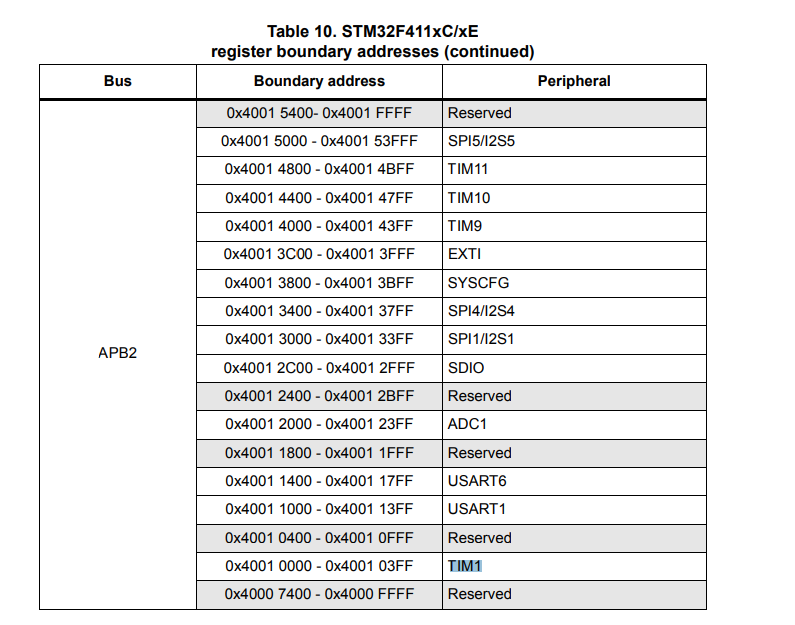 Table 10. STM32F411xC/xE
register boundary addresses (continued)
Bus Boundary address Peripheral
APB2
0x4001 5400- 0x4001 FFFF Reserved
0x4001 5000 - 0x4001 53FFF SPI5/I2S5
0x4001 4800 - 0x4001 4BFF TIM11
0x4001 4400 - 0x4001 47FF TIM10
0x4001 4000 - 0x4001 43FF TIM9
0x4001 3C00 - 0x4001 3FFF EXTI
0x4001 3800 - 0x4001 3BFF SYSCFG
0x4001 3400 - 0x4001 37FF SPI4/I2S4
0x4001 3000 - 0x4001 33FF SPI1/I2S1
0x4001 2C00 - 0x4001 2FFF SDIO
0x4001 2400 - 0x4001 2BFF Reserved
0x4001 2000 - 0x4001 23FF ADC1
0x4001 1800 - 0x4001 1FFF Reserved
0x4001 1400 - 0x4001 17FF USART6
0x4001 1000 - 0x4001 13FF USART1
0x4001 0400 - 0x4001 0FFF Reserved
0x4001 0000 - 0x4001 03FF TIM1
0x4000 7400 - 0x4000 FFFF Reserved